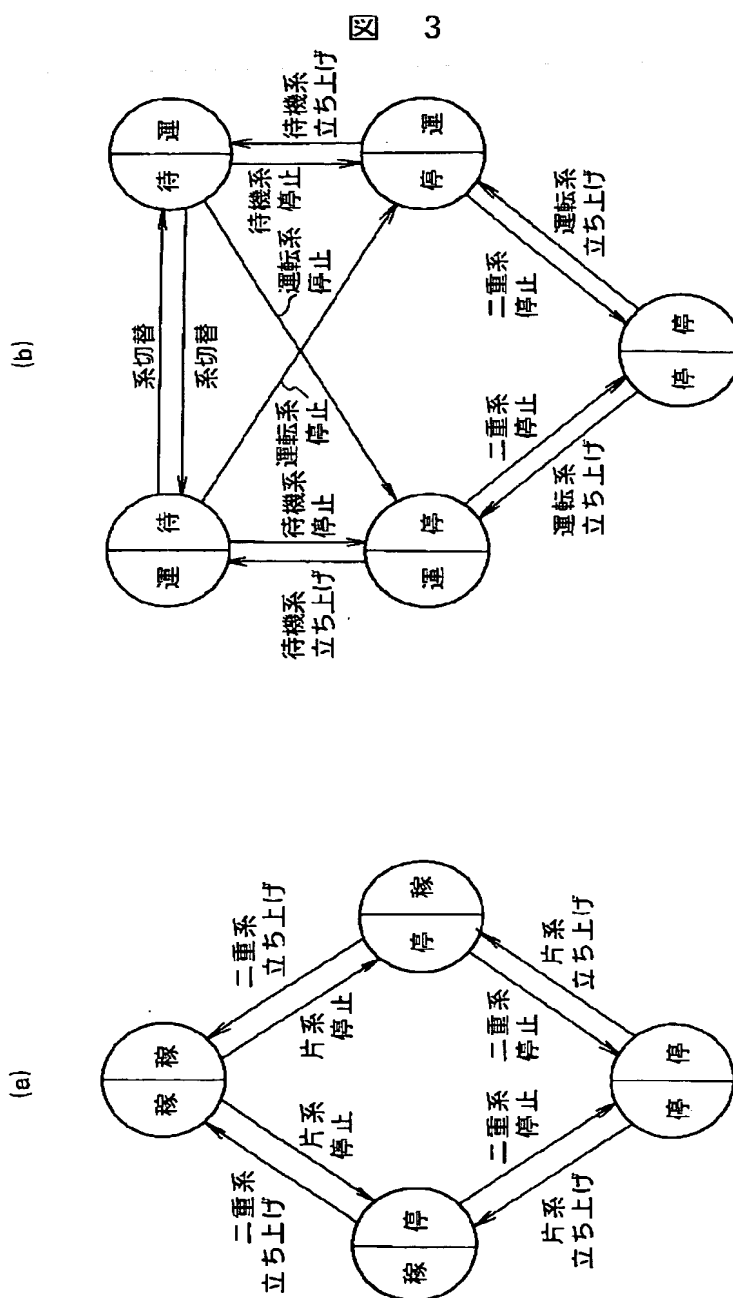 図 3
(a)
稼 稼
二重系
立ち上げ
片系
停止
片系
停止
二重系
立ち上げ
稼 停
停 稼
二重系
停止
片系
立ち上げ
二重系
停止
片系
立ち上げ
停 停
(b)
系切替
系切替
運 待
待 運
待機系
立ち上げ
待機系
停止
運転系
停止
運転系
停止
待機系
停止
待機系
立ち上げ
運 停
停 運
運転系
立ち上げ
二重系
停止
二重系
停止
運転系
立ち上げ
停 停